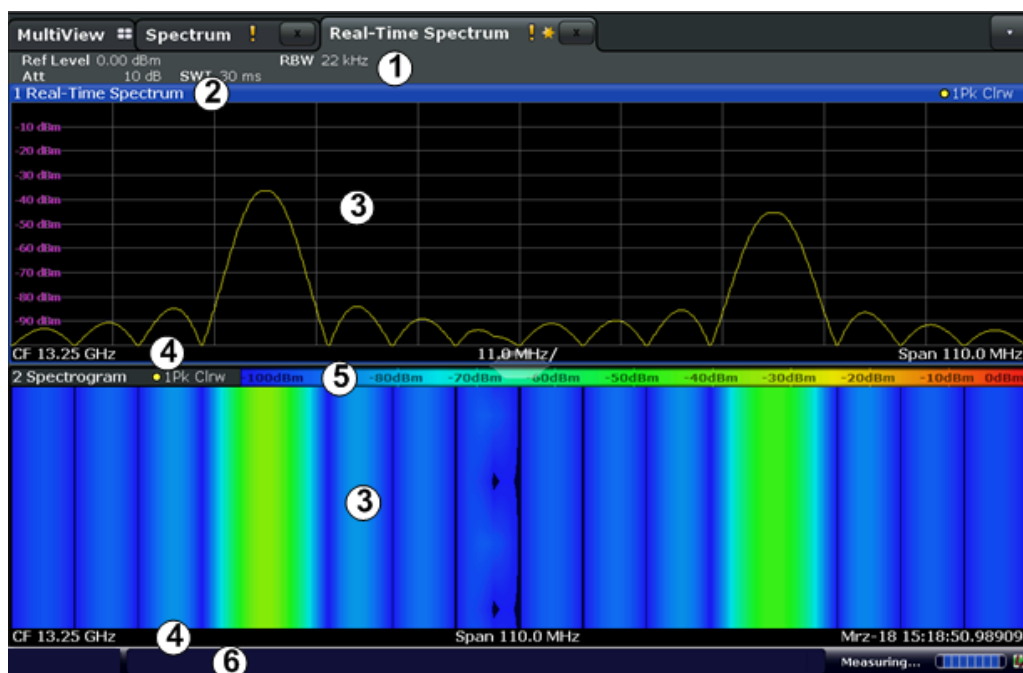 MultiView Spectrum ! x Real-Time Spectrum ! x
Ref Level 0.00 dBm RBW 22 kHz 1
Att 10 dB SWT 30 ms
1 Real-Time Spectrum 2 1Pk Clrw
-10 dBm
-20 dBm
-30 dBm
-40 dBm
3
-50 dBm
-60 dBm
-70 dBm
-80 dBm
-90 dBm
CF 13.25 GHz 4 11.0 MHz/ Span 110.0 MHz
2 Spectrogram 1Pk Clrw -100dBm 5 -80dBm -70dBm -60dBm -50dBm -40dBm -30dBm -20dBm -10dBm 0dBm
3
CF 13.25 GHz 4 Span 110.0 MHz Mrz-18 15:18:50.98909
6 Measuring...